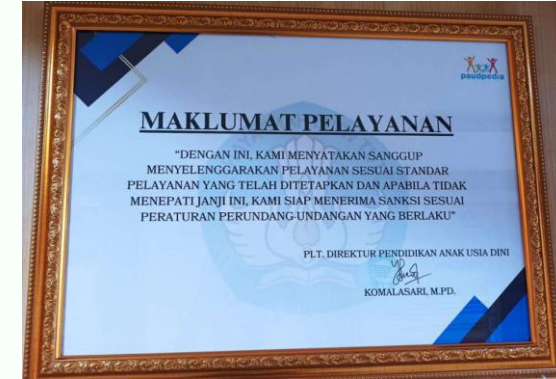 paudpedia
MAKLUMAT PELAYANAN
"DENGAN INI, KAMI MENYATAKAN SANGGUP
MENYELENGGARAKAN PELAYANAN SESUAI STANDAR
PELAYANAN YANG TELAH DITETAPKAN DAN APABILA TIDAK
MENEPATI JANJI INI, KAMI SIAP MENERIMA SANKSI SESUAI
PERATURAN PERUNDANG-UNDANGAN YANG BERLAKU"
PLT. DIREKTUR PENDIDIKAN ANAK USIA DINI
KOMALASARI, M.PD.